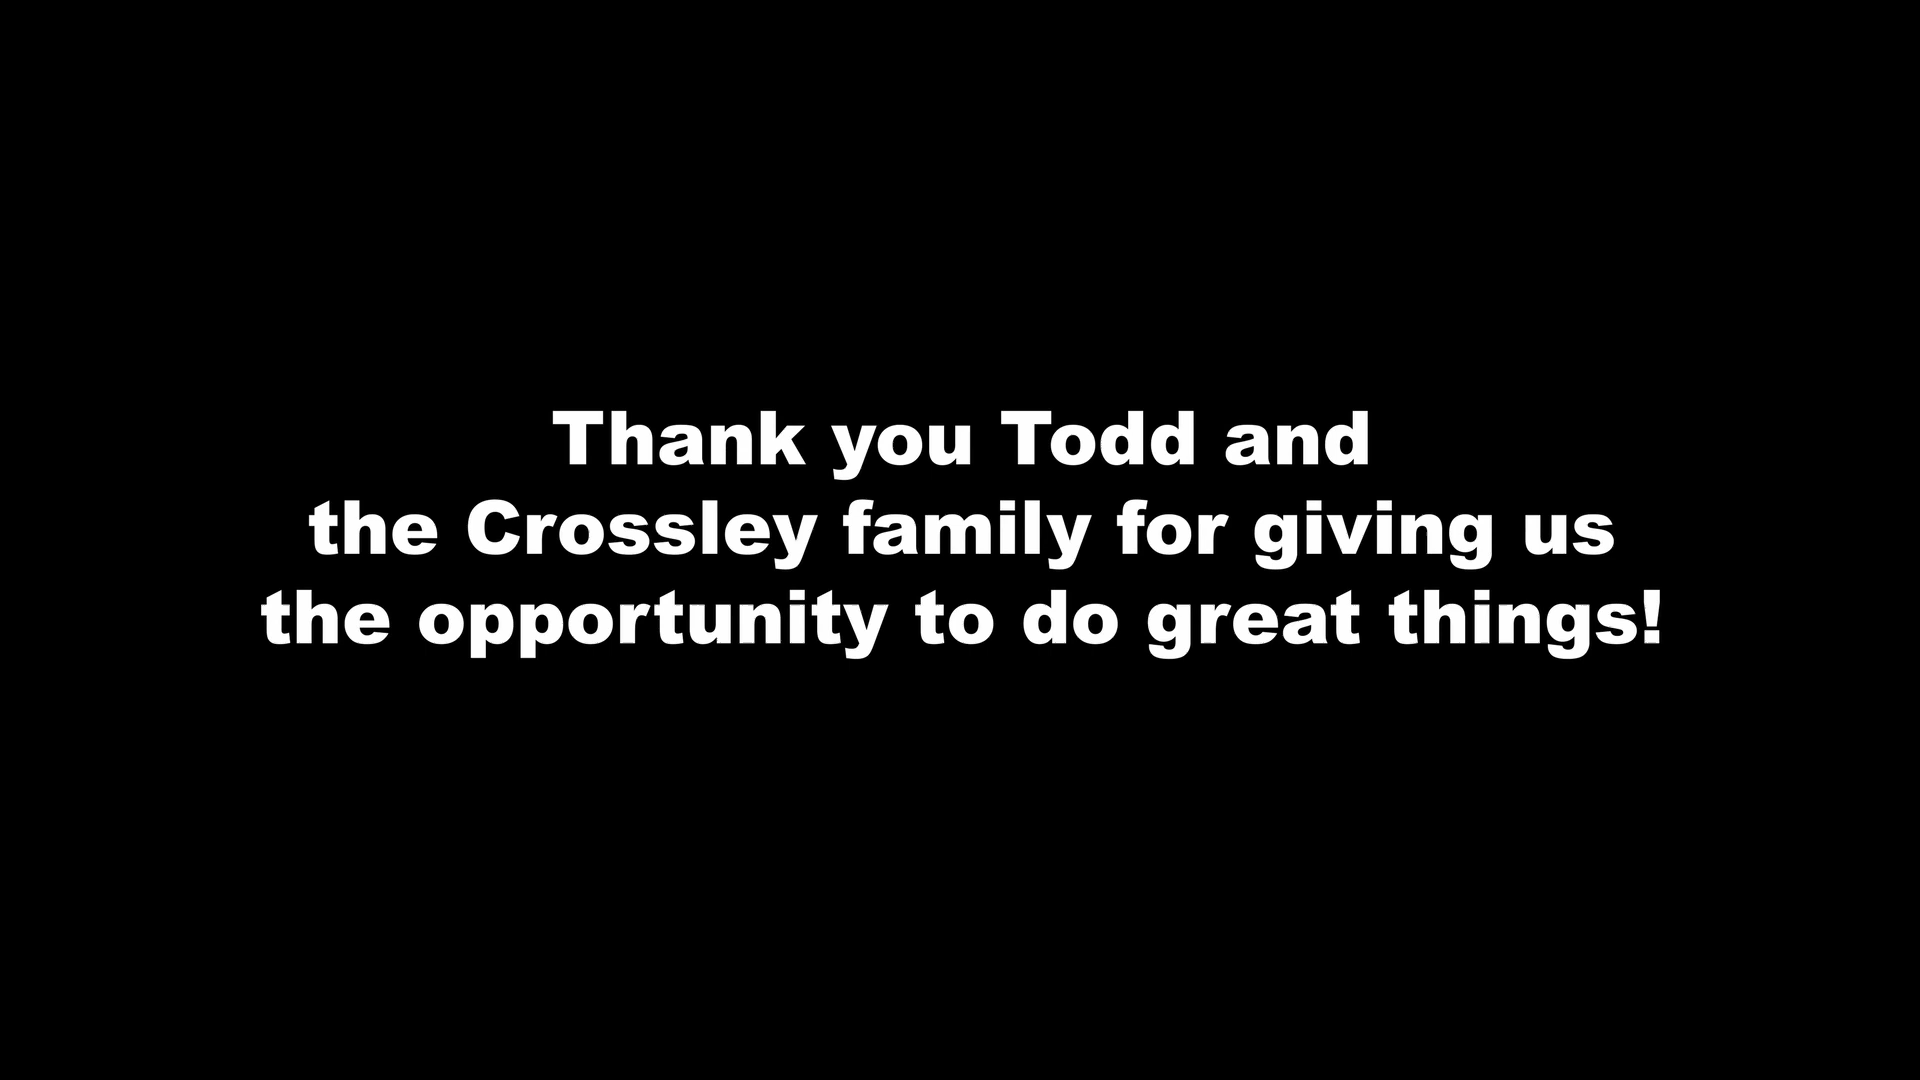 Thank you Todd and
the Crossley family for giving us
the opportunity to do great things!